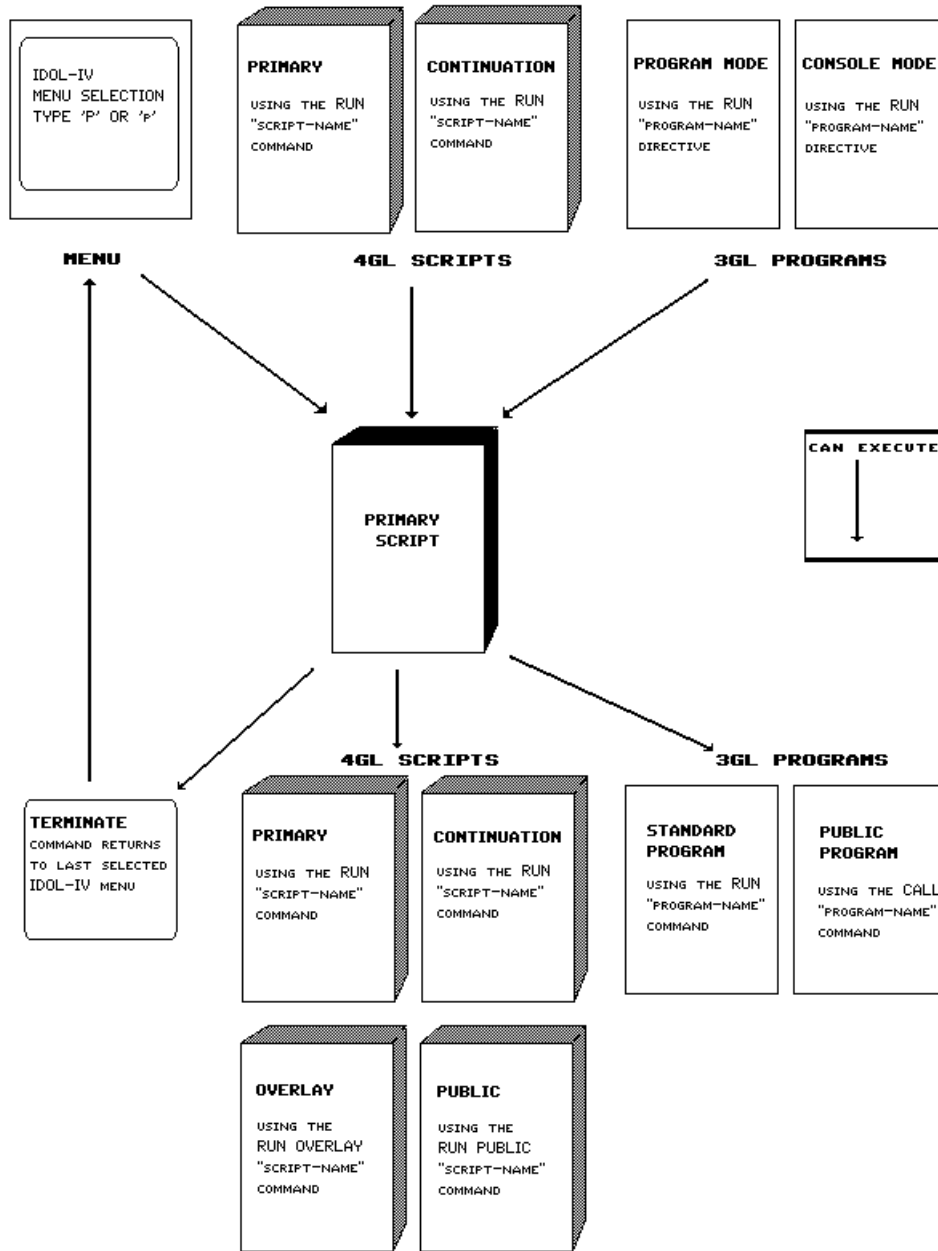 IDOL-IV
MENU SELECTION
TYPE 'P' OR 'P'
PRIMARY
USING THE RUN
"SCRIPT-NAME"
COMMAND
CONTINUATION
USING THE RUN
"SCRIPT-NAME"
COMMAND
PROGRAM MODE
USING THE RUN
"PROGRAM-NAME"
DIRECTIVE
CONSOLE MODE
USING THE RUN
"PROGRAM-NAME"
DIRECTIVE
MENU
4GL SCRIPTS
3GL PROGRAMS
PRIMARY
SCRIPT
CAN EXECUTE
4GL SCRIPTS
3GL PROGRAMS
TERMINATE
COMMAND RETURNS
TO LAST SELECTED
IDOL-IV MENU
PRIMARY
USING THE RUN
"SCRIPT-NAME"
COMMAND
CONTINUATION
USING THE RUN
"SCRIPT-NAME"
COMMAND
STANDARD
PROGRAM
USING THE RUN
"PROGRAM-NAME"
COMMAND
PUBLIC
PROGRAM
USING THE CALL
"PROGRAM-NAME"
COMMAND
OVERLAY
USING THE
RUN OVERLAY
"SCRIPT-NAME"
COMMAND
PUBLIC
USING THE
RUN PUBLIC
"SCRIPT-NAME"
COMMAND